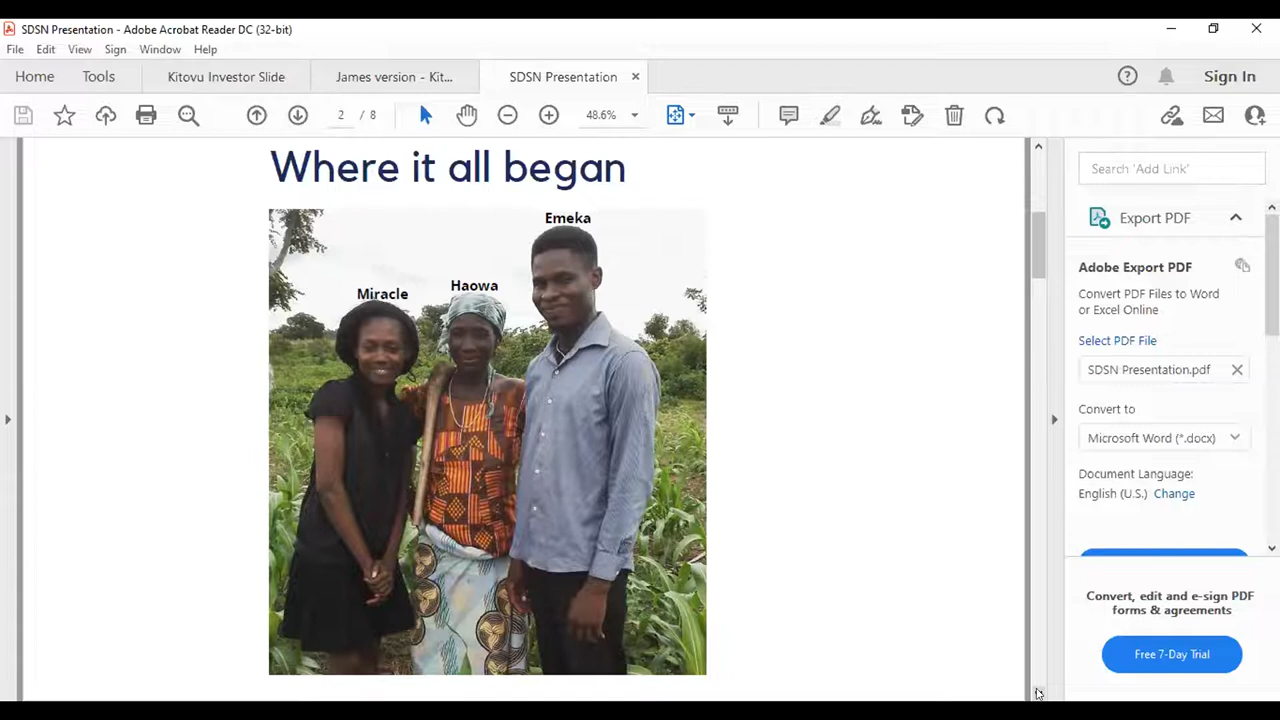 SDSN Presentation - Adobe Acrobat Reader DC (32-bit)
File Edit View Sign Window Help
Home Tools Kitovu Investor Slide James version - Kit... SDSN Presentation Sign In
2 / 8 48.6%
Where it all began
Emeka
Haowa
Miracle
Search 'Add Link'
Export PDF
Adobe Export PDF
Convert PDF Files to Word
or Excel Online
Select PDF File
SDSN Presentation.pdf
Convert to
Microsoft Word (*.docx)
Document Language:
English (U.S.) Change
Convert, edit and e-sign PDF
forms & agreements
Free 7-Day Trial